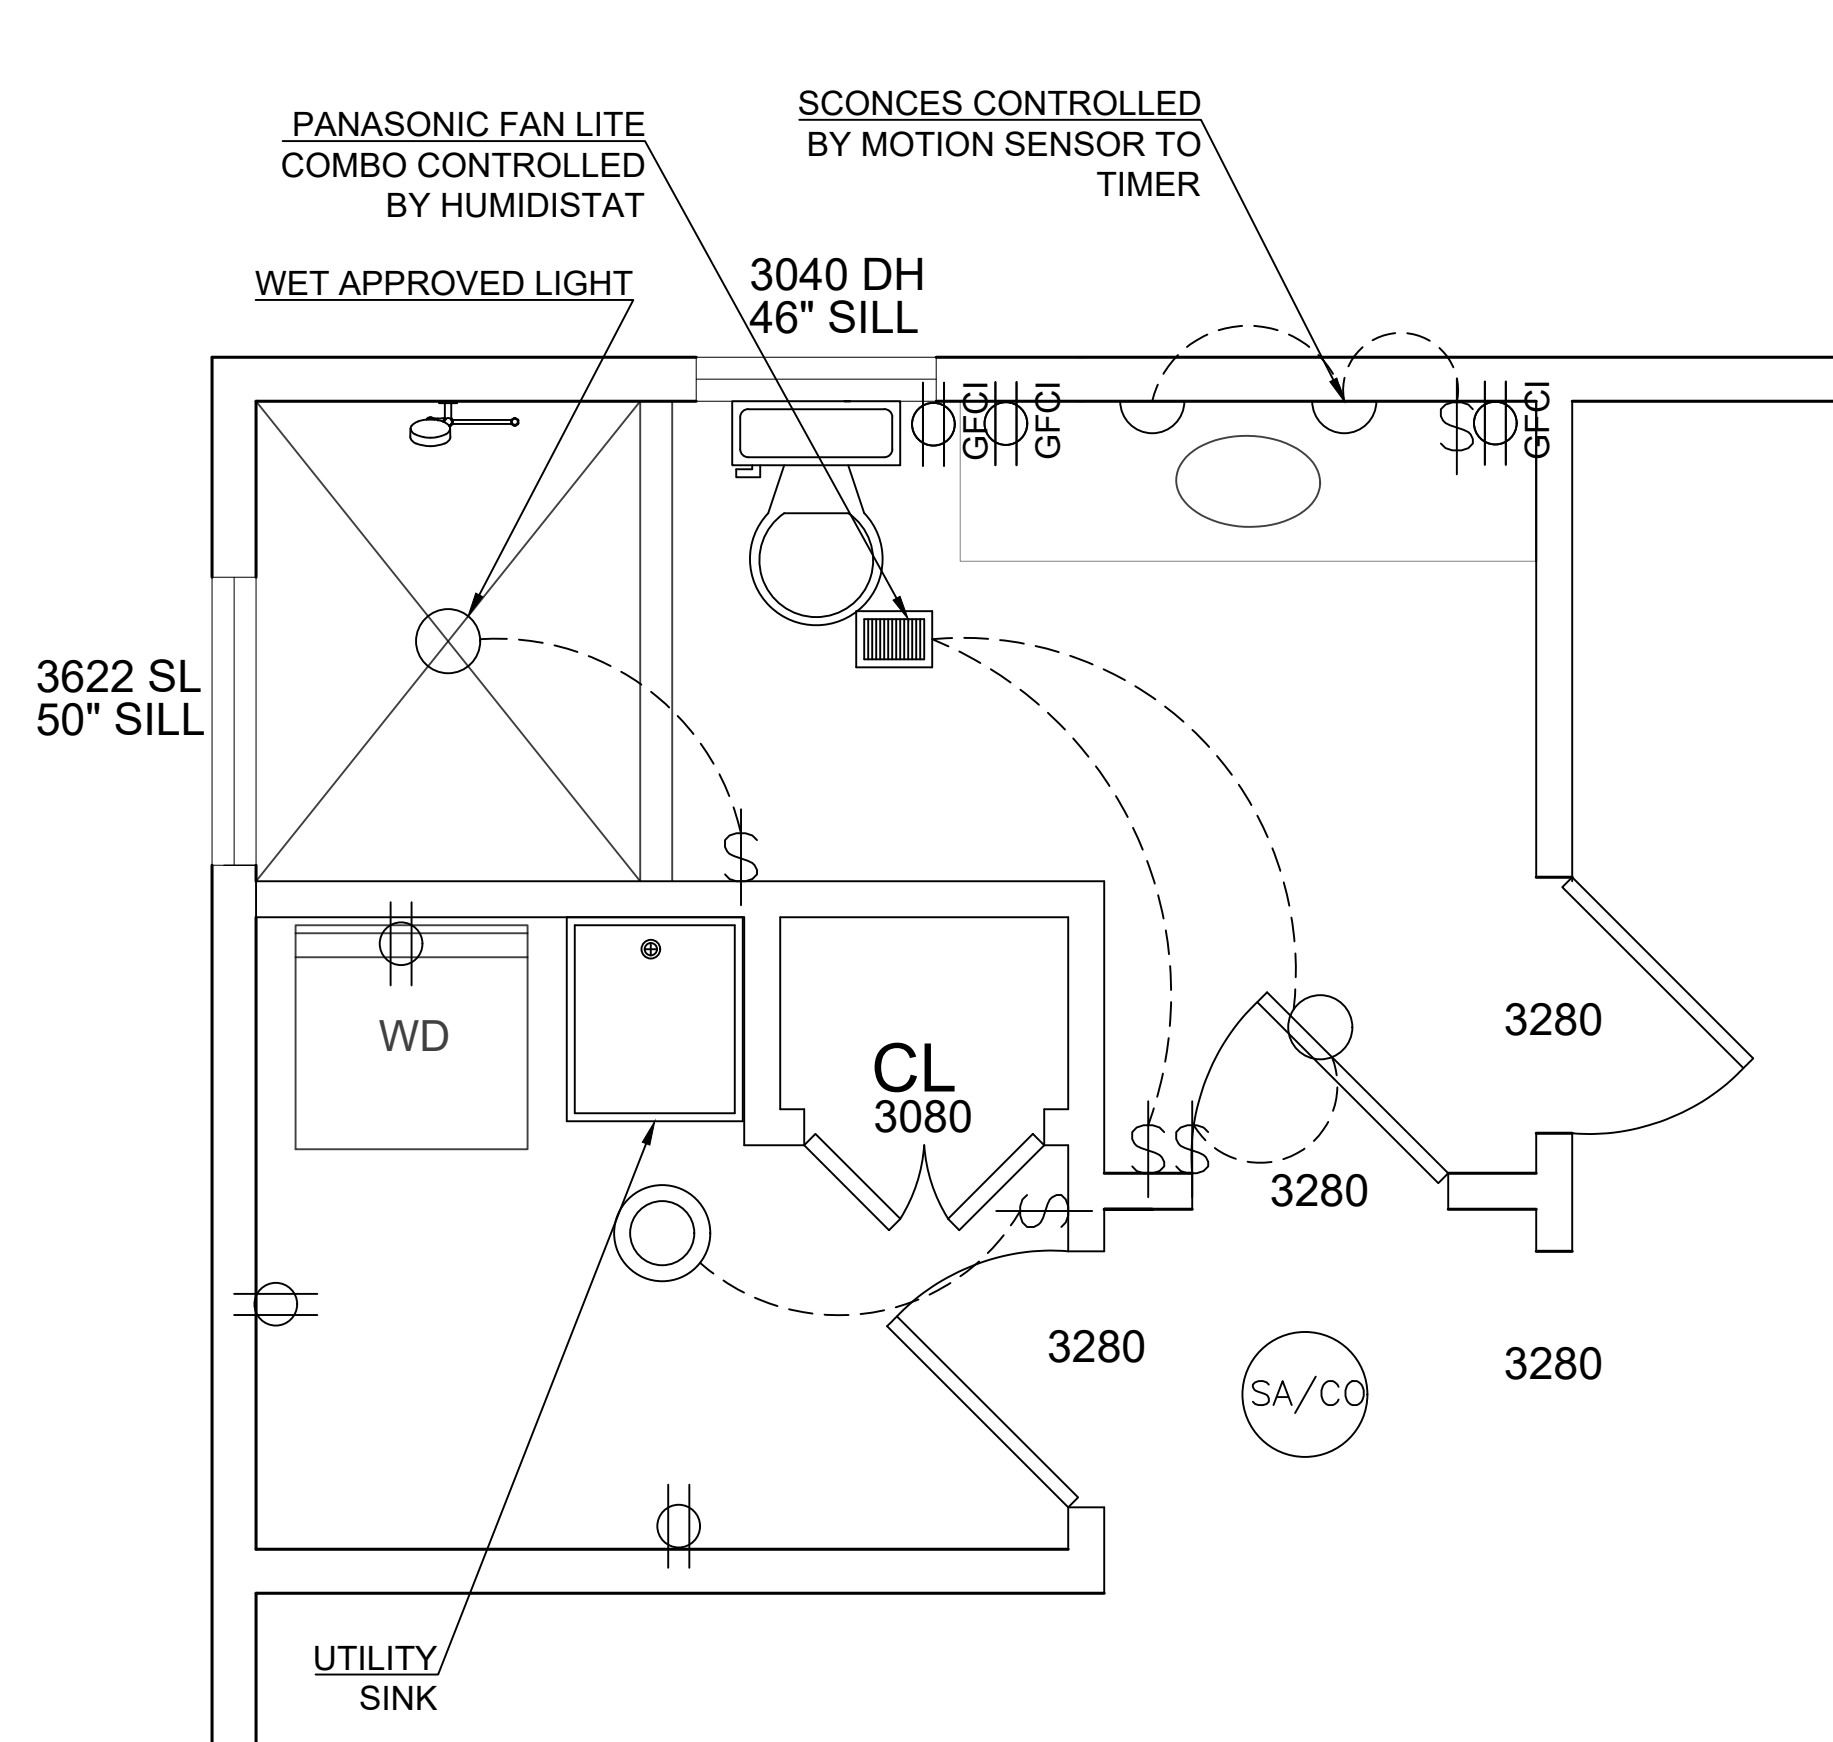 PANASONIC FAN LITE
COMBO CONTROLLED
BY HUMIDISTAT
SCONCES CONTROLLED
BY MOTION SENSOR TO
TIMER
WET APPROVED LIGHT
3040 DH
46" SILL
GFCI
GFCI
S
GFCI
3622 SL
50" SILL
S
WD
CL
3080
3280
S
S
3280
S
3280
3280
SA/CO
UTILITY
SINK